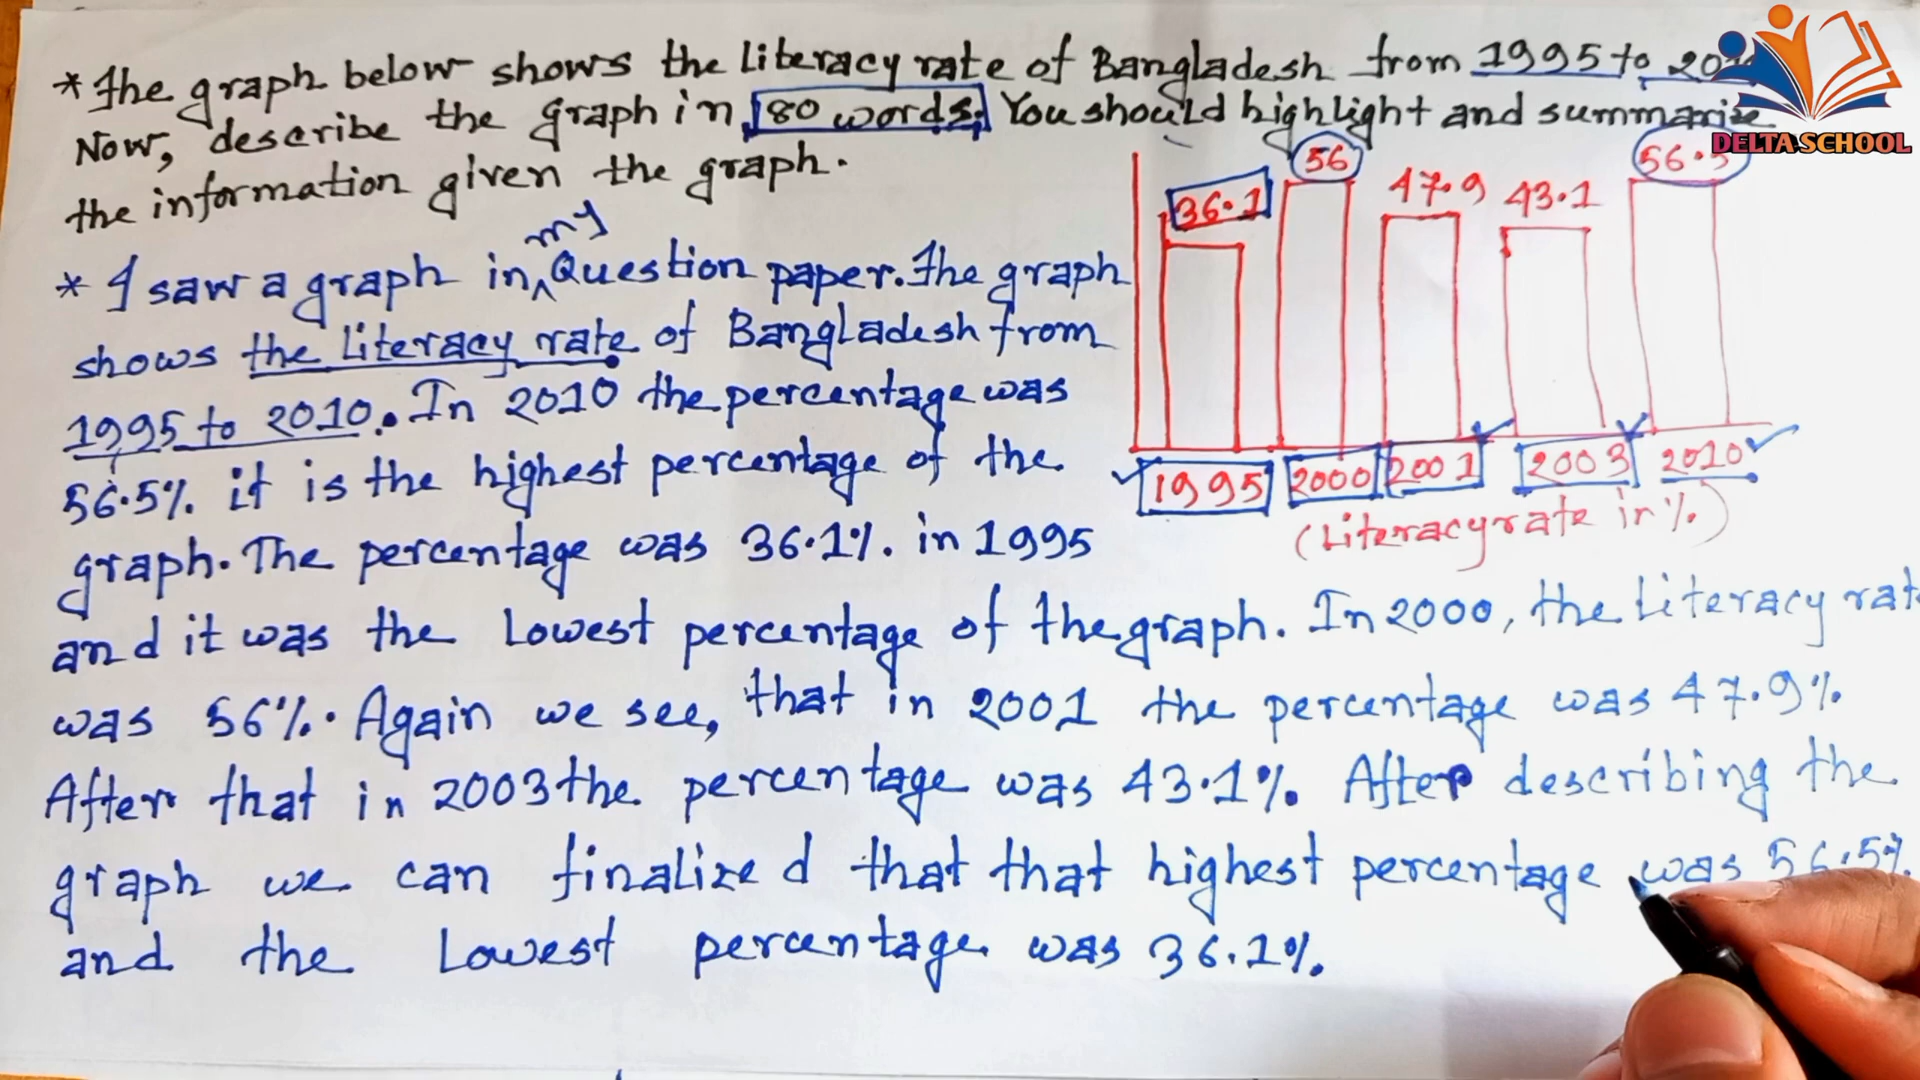 * The graph below shows the literacy rate of Bangladesh from 1995 to
Now, describe the graph in 80 words. You should highlight and summarize
the information given the graph.
DELTA SCHOOL
36.1 56 47.9 43.1 56.5
1995 2000 2001 2003 2010
(Literacy rate in %)
my
* I saw a graph in ^ Question paper. The graph
shows the literacy rate of Bangladesh from
1995 to 2010. In 2010 the percentage was
56.5% it is the highest percentage of the
graph. The percentage was 36.1% in 1995
and it was the lowest percentage of the graph. In 2000, the literacy rate
was 56%. Again we see, that in 2001 the percentage was 47.9%
After that in 2003 the percentage was 43.1%. After describing the
graph we can finalized that that highest percentage was 56.5%
and the lowest percentage was 36.1%.